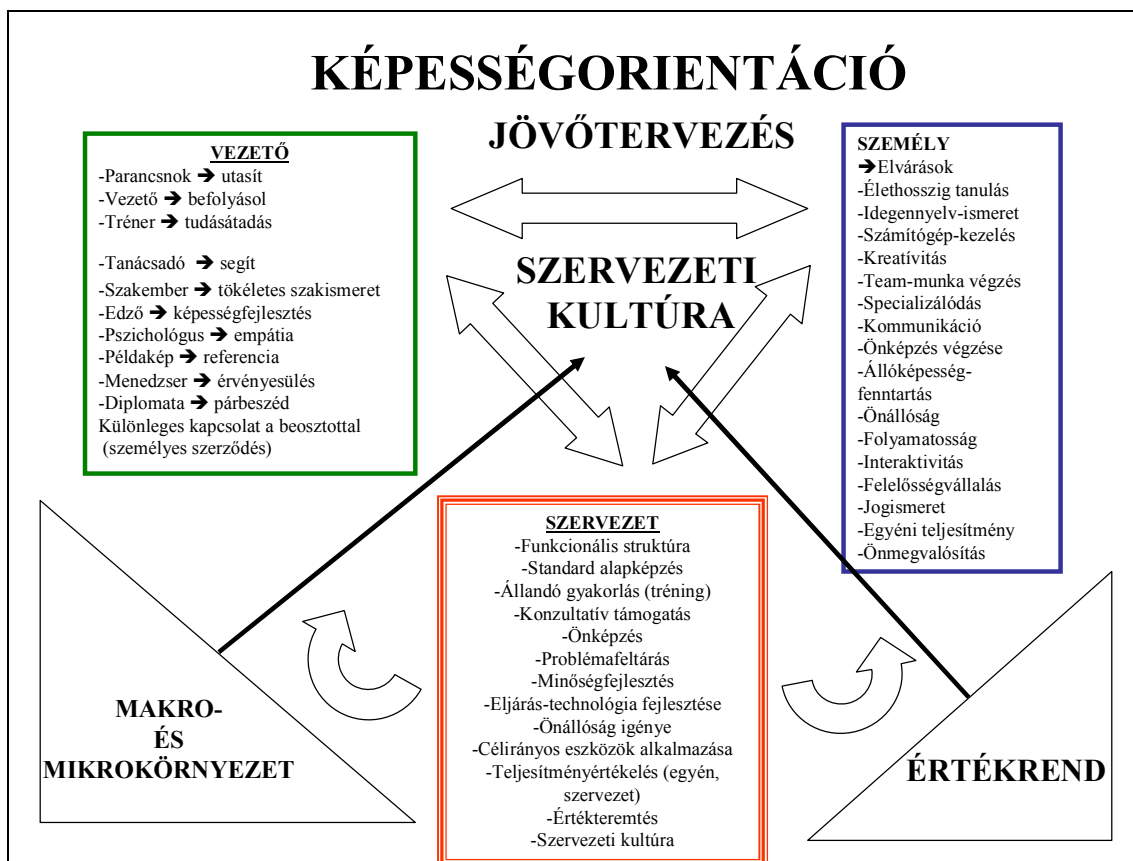 KÉPESSÉGORIENTÁCIÓ
JÖVŐTERVEZÉS
VEZETŐ
-Parancsnok ➔ utasít
-Vezető ➔ befolyásol
-Tréner ➔ tudásátadás
-Tanácsadó ➔ segít
-Szakember ➔ tökéletes szakismeret
-Edző ➔ képességfejlesztés
-Pszichológus ➔ empátia
-Példakép ➔ referencia
-Menedzser ➔ érvényesülés
-Diplomata ➔ párbeszéd
Különleges kapcsolat a beosztottal
(személyes szerződés)
SZERVEZETI
KULTÚRA
SZEMÉLY
➔Elvárások
-Élethosszig tanulás
-Idegennyelv-ismeret
-Számítógép-kezelés
-Kreatívitás
-Team-munka végzés
-Specializálódás
-Kommunikáció
-Önképzés végzése
-Állóképesség-
fenntartás
-Önállóság
-Folyamatosság
-Interaktivitás
-Felelősségvállalás
-Jogismeret
-Egyéni teljesítmény
-Önmegvalósítás
SZERVEZET
-Funkcionális struktúra
-Standard alapképzés
-Állandó gyakorlás (tréning)
-Konzultatív támogatás
-Önképzés
-Problémafeltárás
-Minőségfejlesztés
-Eljárás-technológia fejlesztése
-Önállóság igénye
-Célirányos eszközök alkalmazása
-Teljesítményértékelés (egyén,
szervezet)
-Értékteremtés
-Szervezeti kultúra
MAKRO-
ÉS
MIKROKÖRNYEZET
ÉRTÉKREND